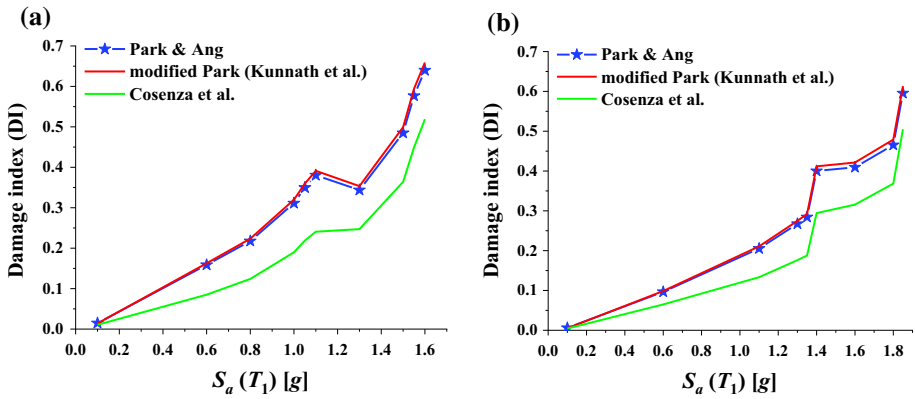 (a)
Damage index (DI)
0.7
0.6
0.5
0.4
0.3
0.2
0.1
0.0
Park & Ang
modified Park (Kunnath et al.)
Cosenza et al.
0.0 0.2 0.4 0.6 0.8 1.0 1.2 1.4 1.6
Sa (T1) [g]
(b)
Damage index (DI)
0.7
0.6
0.5
0.4
0.3
0.2
0.1
0.0
Park & Ang
modified Park (Kunnath et al.)
Cosenza et al.
0.0 0.2 0.4 0.6 0.8 1.0 1.2 1.4 1.6 1.8
Sa (T1) [g]